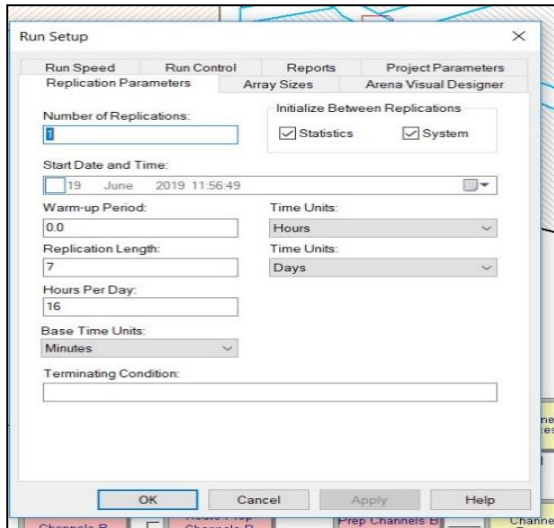 Run Setup
Run Speed Run Control Reports Project Parameters
Replication Parameters Array Sizes Arena Visual Designer
Number of Replications:
1
Initialize Between Replications
Statistics System
Start Date and Time:
19 June 2019 11:56:49
Warm-up Period: Time Units:
0.0 Hours
Replication Length: Time Units:
7 Days
Hours Per Day:
16
Base Time Units:
Minutes
Terminating Condition:
OK Cancel Apply Help
Channels B Prep Channels B